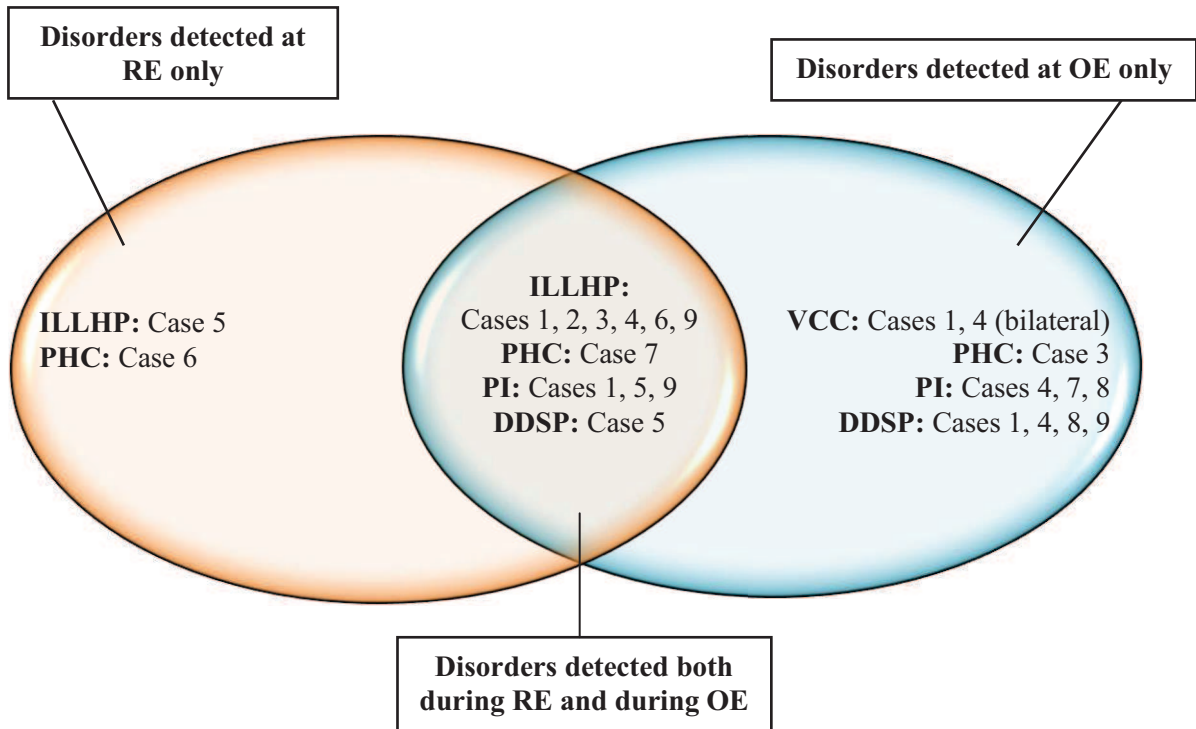 Disorders detected at
RE only
Disorders detected at OE only
ILLHP: Case 5
PHC: Case 6
ILLHP:
Cases 1, 2, 3, 4, 6, 9
PHC: Case 7
PI: Cases 1, 5, 9
DDSP: Case 5
VCC: Cases 1, 4 (bilateral)
PHC: Case 3
PI: Cases 4, 7, 8
DDSP: Cases 1, 4, 8, 9
Disorders detected both
during RE and during OE